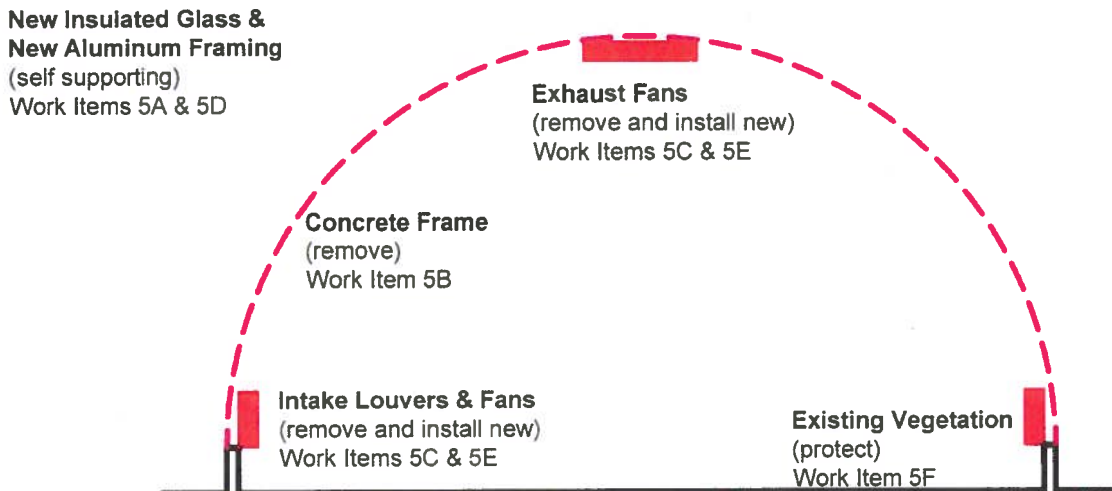 New Insulated Glass &
New Aluminum Framing
(self supporting)
Work Items 5A & 5D
Exhaust Fans
(remove and install new)
Work Items 5C & 5E
Concrete Frame
(remove)
Work Item 5B
Intake Louvers & Fans
(remove and install new)
Work Items 5C & 5E
Existing Vegetation
(protect)
Work Item 5F